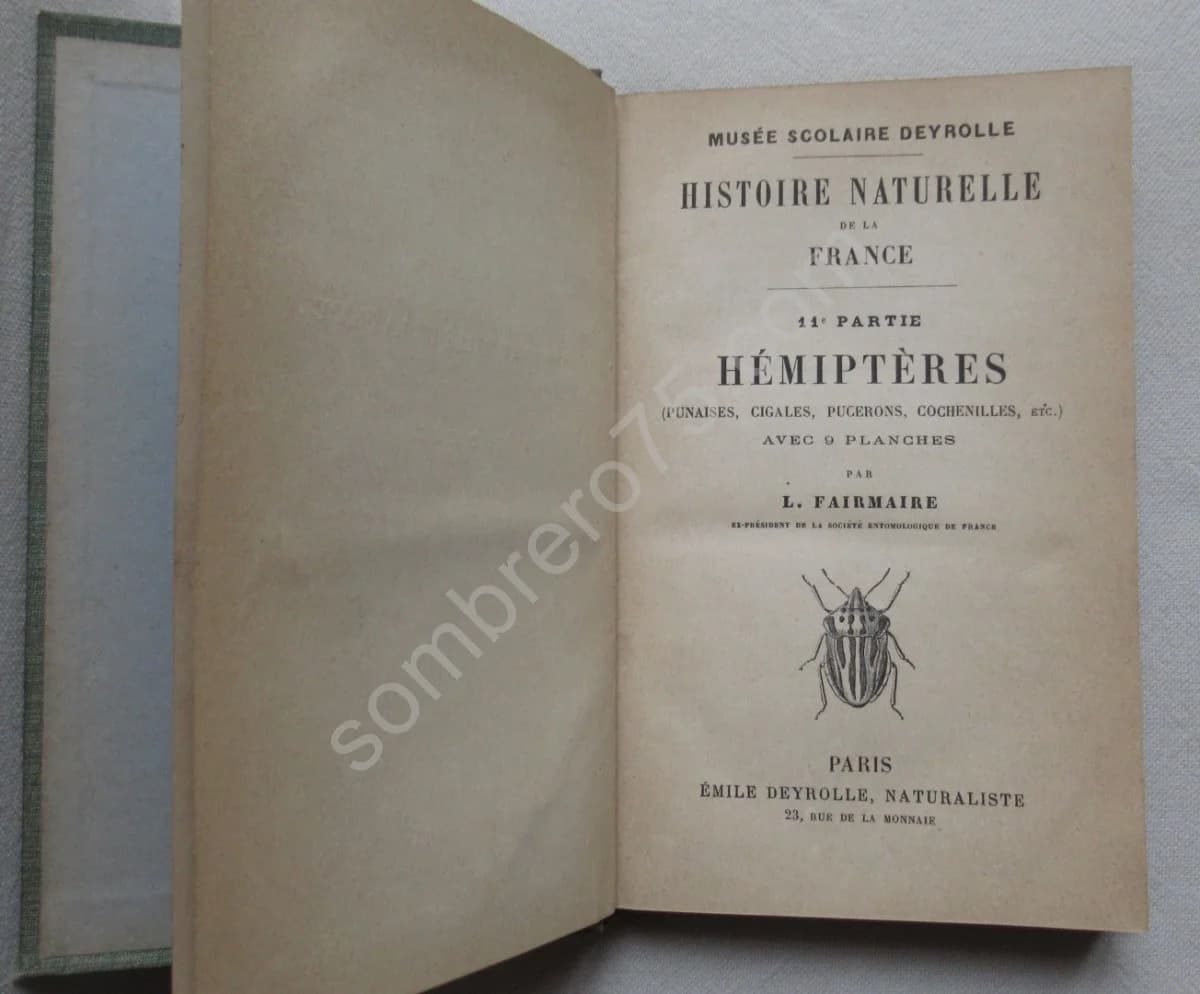 MUSÉE SCOLAIRE DEYROLLE
HISTOIRE NATURELLE
DE LA
FRANCE
11e PARTIE
HÉMIPTÈRES
(PUNAISES, CIGALES, PUCERONS, COCHENILLES, ETC.)
AVEC 9 PLANCHES
PAR
L. FAIRMAIRE
EX-PRÉSIDENT DE LA SOCIÉTÉ ENTOMOLOGIQUE DE FRANCE
PARIS
ÉMILE DEYROLLE, NATURALISTE
23, RUE DE LA MONNAIE
sombrero75.com